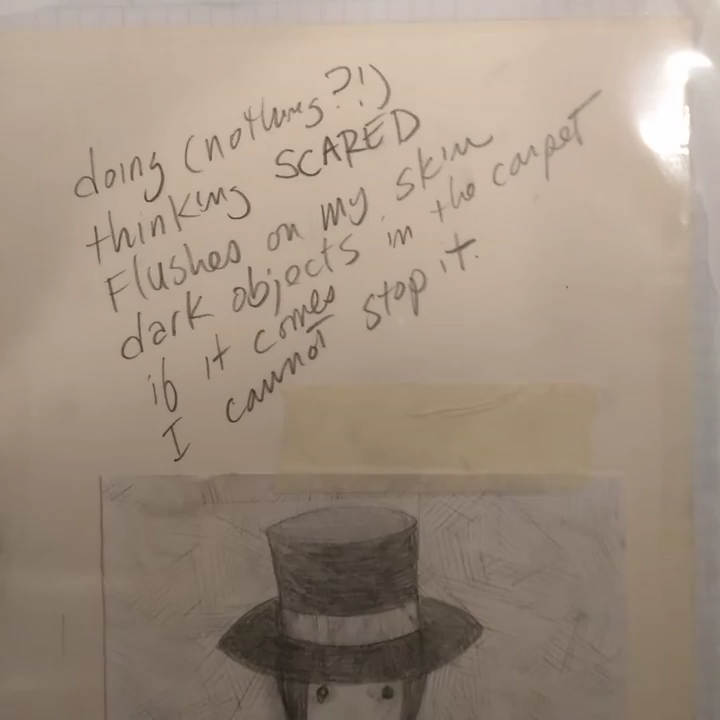 doing (nothing?!)
thinking SCARED
Flushes on my skin
dark objects in the carpet
if it comes
I cannot stop it.